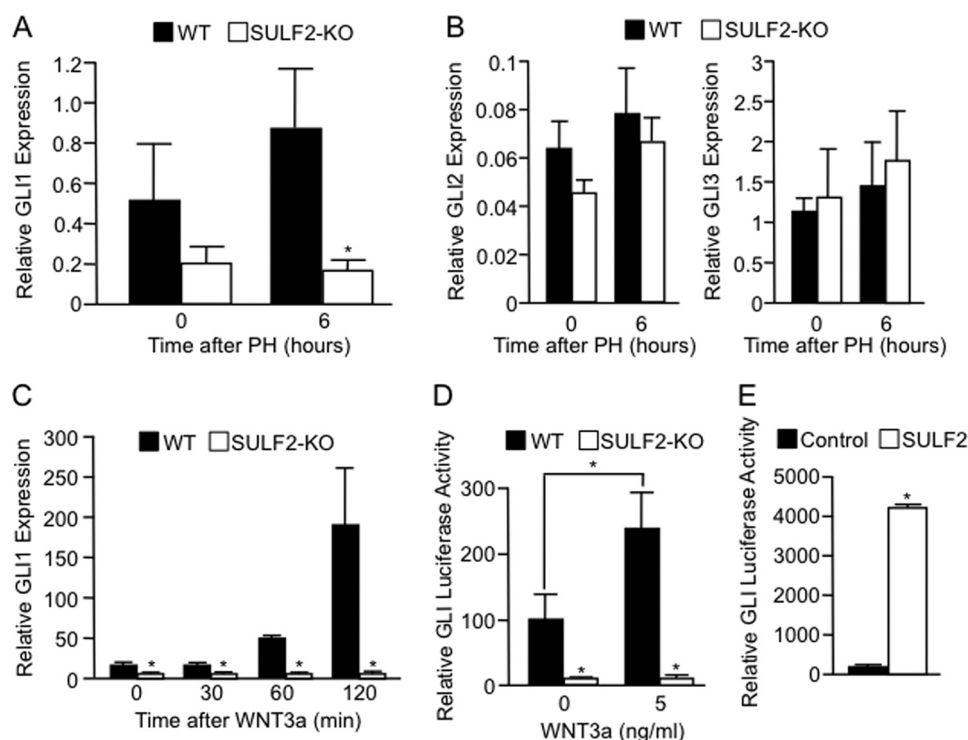 A
WT SULF2-KO
Relative GLI1 Expression
1.2
1.0
0.8
0.6
0.4
0.2
0
*
0 6
Time after PH (hours)
B
WT SULF2-KO
Relative GLI2 Expression
0.1
0.08
0.06
0.04
0.02
0
0 6
Time after PH (hours)
Relative GLI3 Expression
3
2.5
2
1.5
1
0.5
0
0 6
Time after PH (hours)
C
WT SULF2-KO
Relative GLI1 Expression
300
250
200
150
100
50
0
* * * *
0 30 60 120
Time after WNT3a (min)
D
WT SULF2-KO
Relative GLI Luciferase Activity
300
200
100
0
*
* *
0 5
WNT3a (ng/ml)
E
Control SULF2
Relative GLI Luciferase Activity
5000
4000
3000
2000
1000
0
*